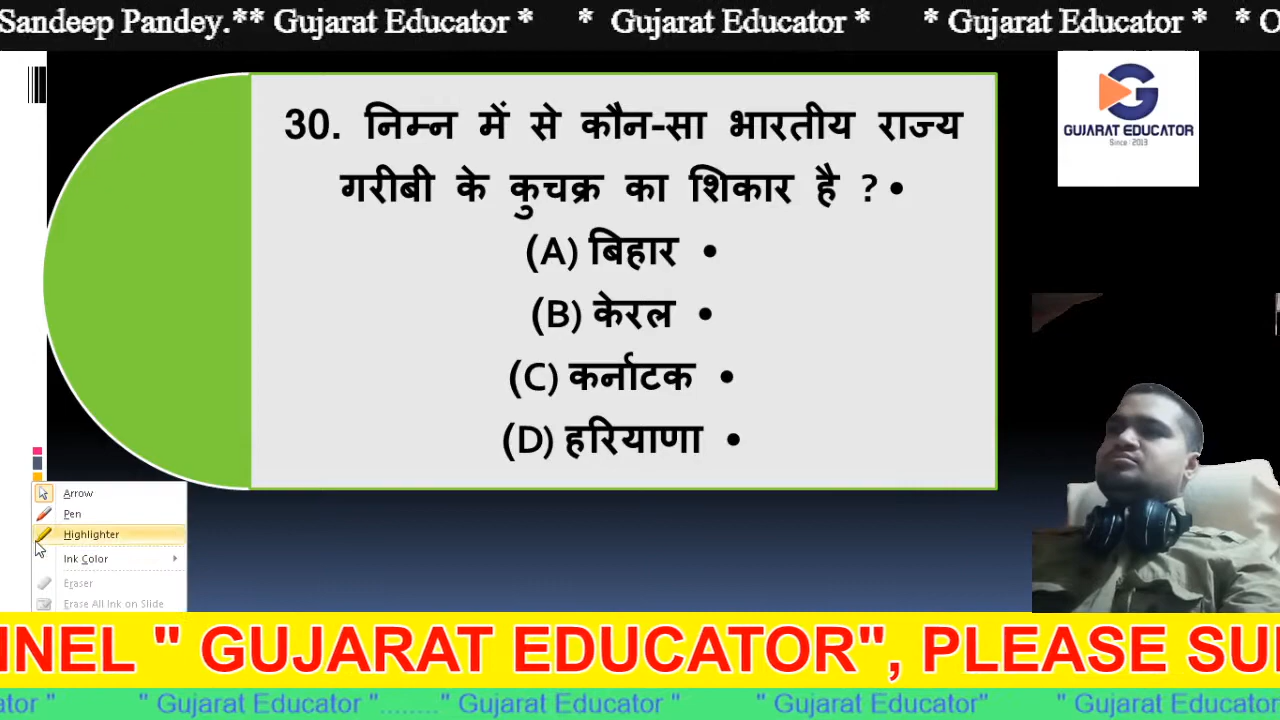 Sandeep Pandey.** Gujarat Educator * * Gujarat Educator * * Gujarat Educator * * O
30. निम्न में से कौन-सा भारतीय राज्य
गरीबी के कुचक्र का शिकार है ? •
(A) बिहार •
(B) केरल •
(C) कर्नाटक •
(D) हरियाणा •
GUJARAT EDUCATOR
Since : 2013
Arrow
Pen
Highlighter
Ink Color
Eraser
Erase All Ink on Slide
NNEL " GUJARAT EDUCATOR", PLEASE SU
ator " " Gujarat Educator "........" Gujarat Educator " " Gujarat Educator" " Gujarat Educator